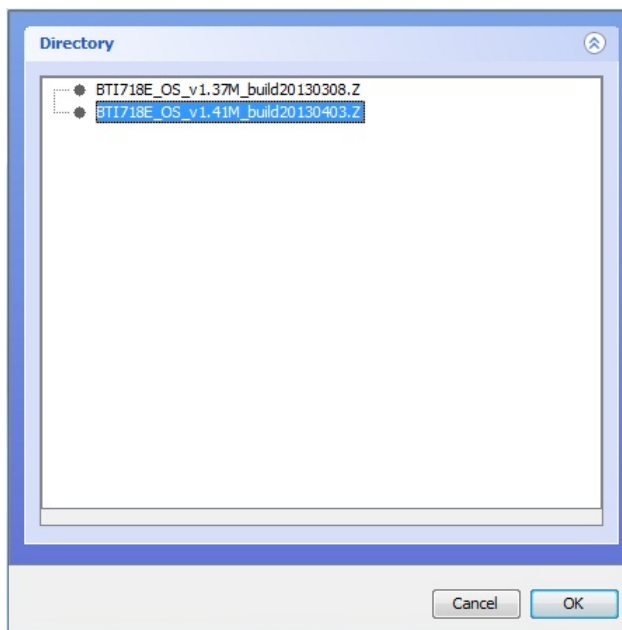 Directory
BTI718E_OS_v1.37M_build20130308.Z
BTI718E_OS_v1.41M_build20130403.Z
Cancel
OK